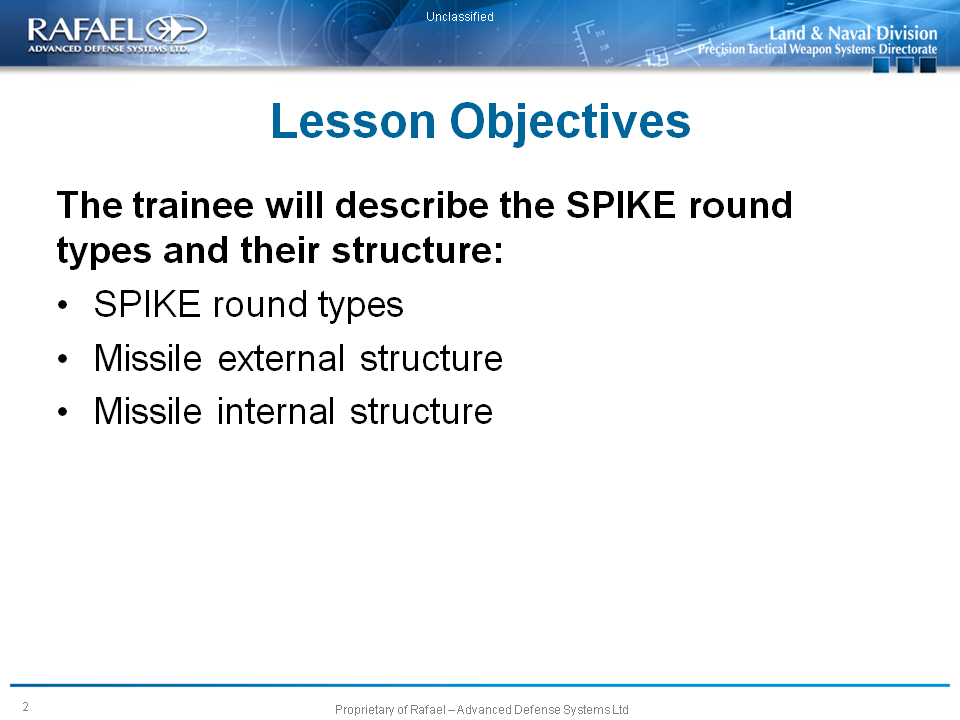 Unclassified
RAFAEL
ADVANCED DEFENSE SYSTEMS LTD.
Land & Naval Division
Precision Tactical Weapon Systems Directorate
Lesson Objectives
The trainee will describe the SPIKE round
types and their structure:
• SPIKE round types
• Missile external structure
• Missile internal structure
2
Proprietary of Rafael – Advanced Defense Systems Ltd